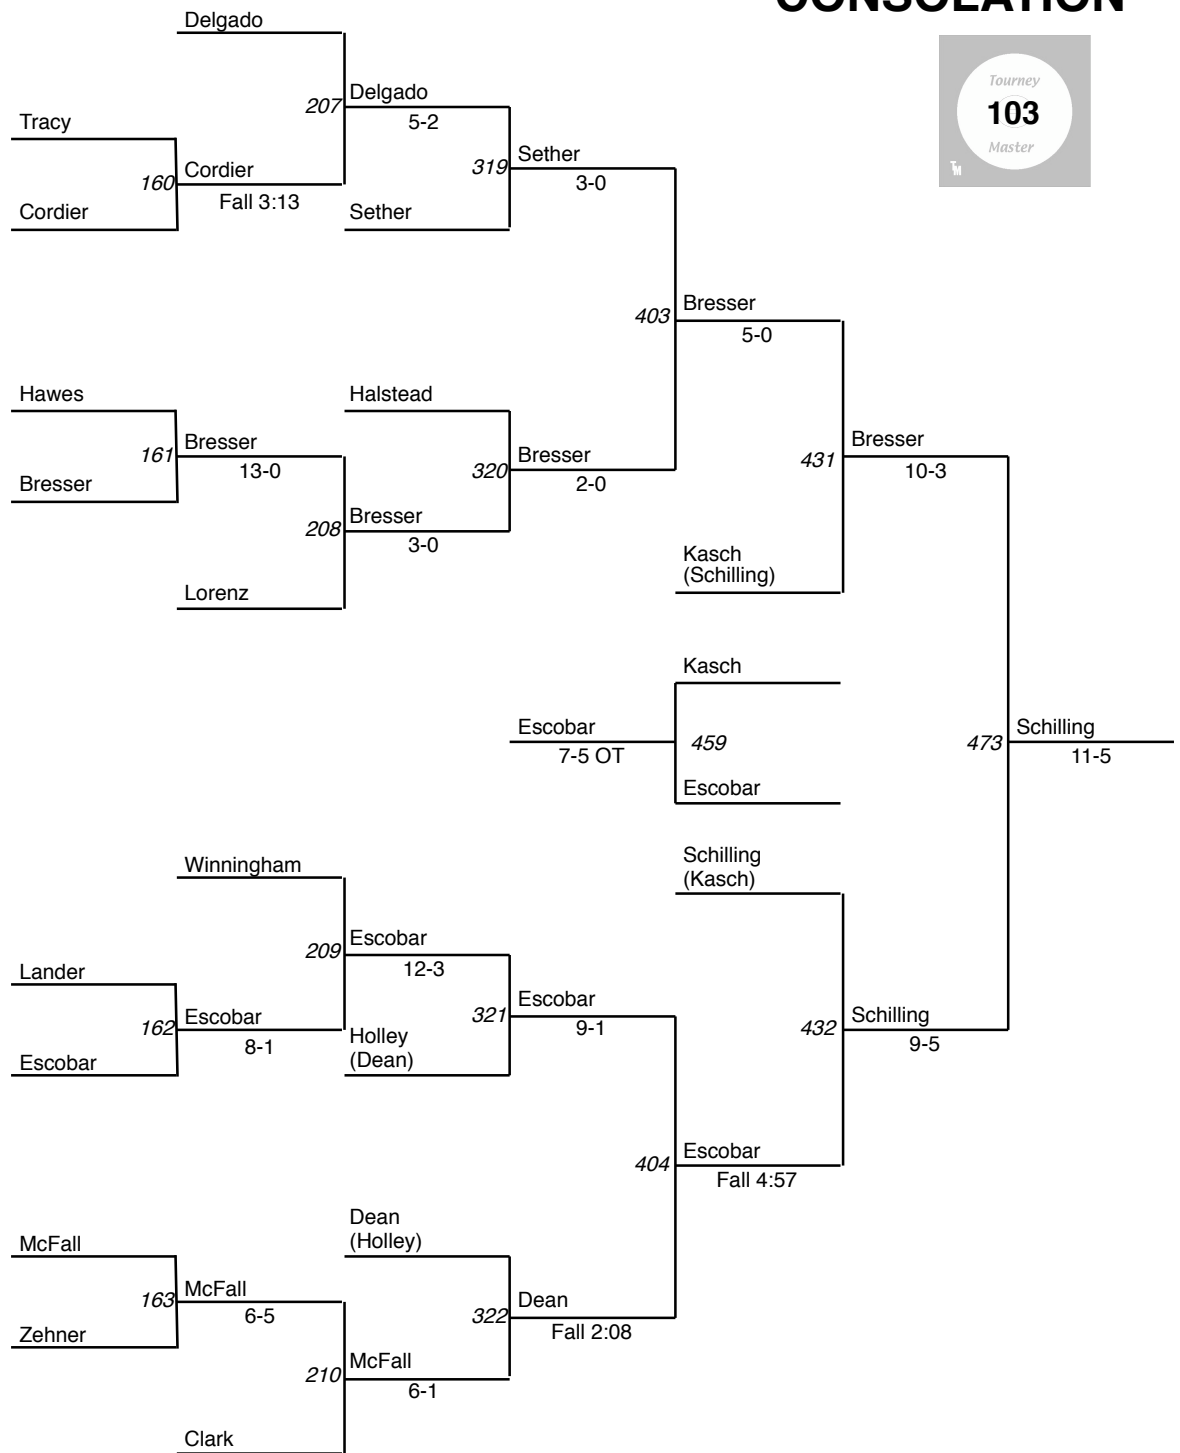 CONSOLATION
Delgado
Tourney
103
Master
TM
207
Delgado
5-2
Tracy
160
Cordier
Fall 3:13
Cordier
319
Sether
3-0
Sether
403
Bresser
5-0
Hawes
Halstead
161
Bresser
13-0
Bresser
320
Bresser
2-0
431
Bresser
10-3
208
Bresser
3-0
Lorenz
Kasch
(Schilling)
Kasch
Escobar
7-5 OT
459
Escobar
473
Schilling
11-5
Winningham
Schilling
(Kasch)
209
Escobar
12-3
Lander
162
Escobar
8-1
Escobar
Holley
(Dean)
321
Escobar
9-1
432
Schilling
9-5
404
Escobar
Fall 4:57
McFall
Dean
(Holley)
163
McFall
6-5
Zehner
322
Dean
Fall 2:08
210
McFall
6-1
Clark